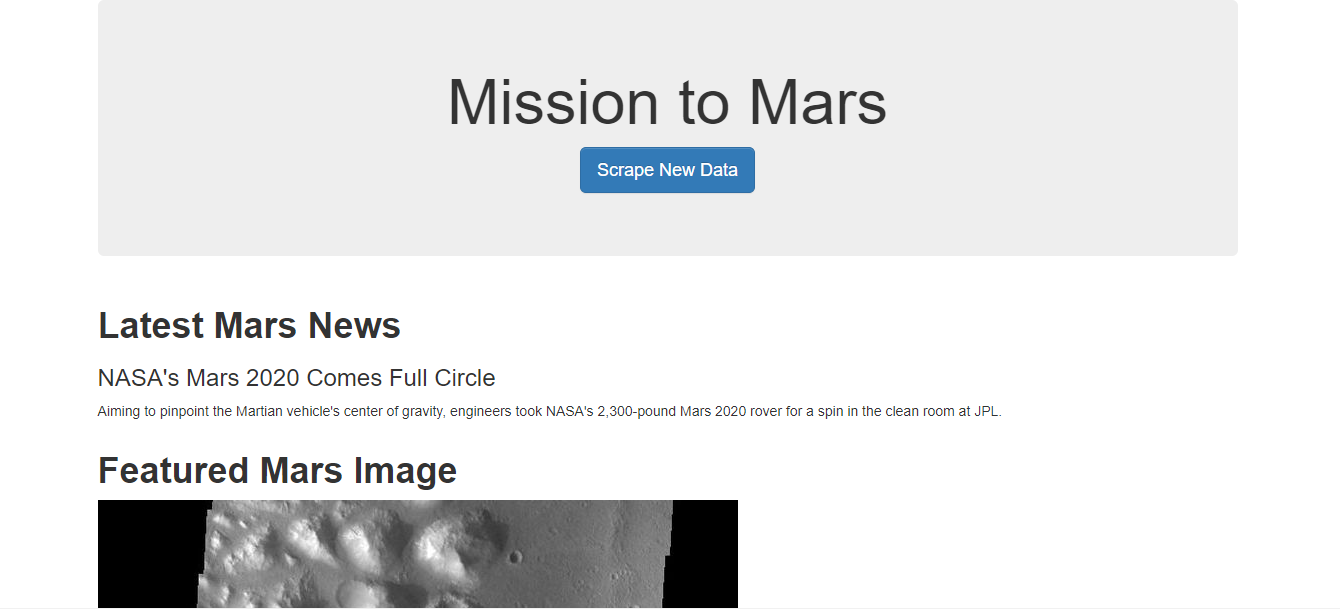 Mission to Mars
Scrape New Data
Latest Mars News
NASA's Mars 2020 Comes Full Circle
Aiming to pinpoint the Martian vehicle's center of gravity, engineers took NASA's 2,300-pound Mars 2020 rover for a spin in the clean room at JPL.
Featured Mars Image